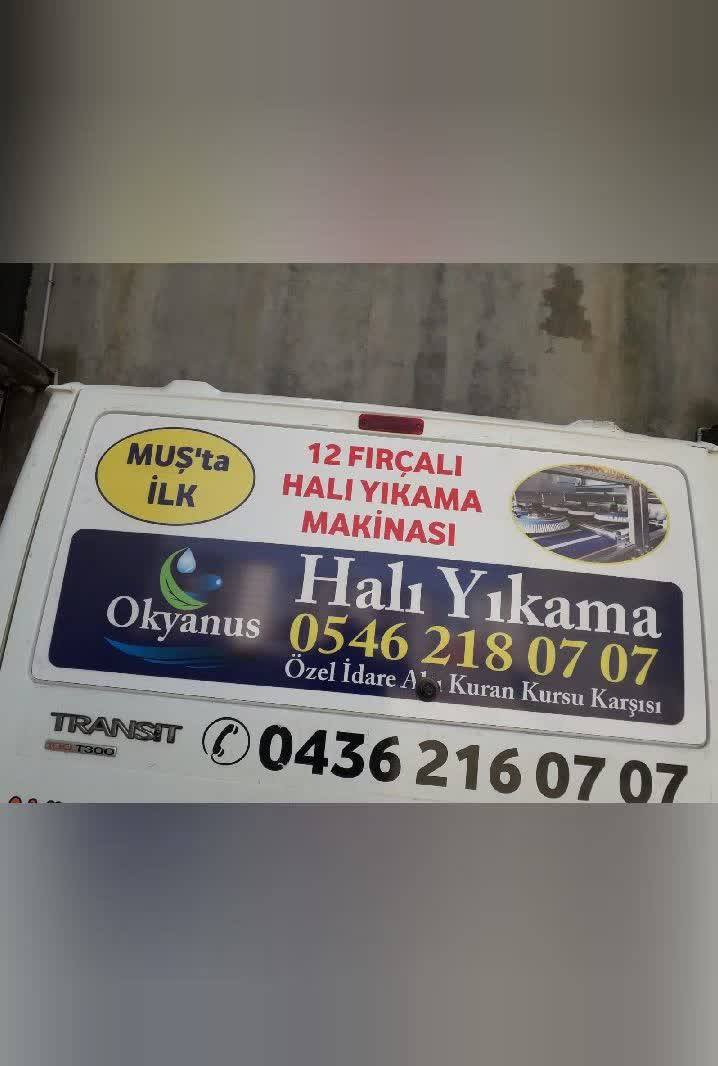 MUŞ'ta
İLK
12 FIRÇALI
HALI YIKAMA
MAKİNASI
Okyanus
Halı Yıkama
0546 218 07 07
Özel İdare Kuran Kursu Karşısı
TRANSIT
T300
0436 216 07 07